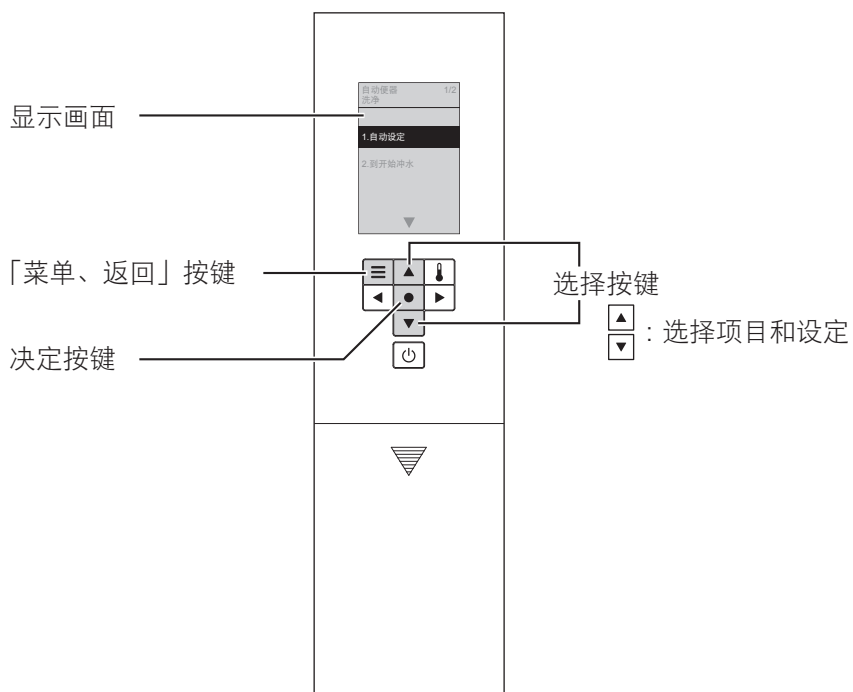 自动便器 1/2
洗净
显示画面
1.自动设定
2.到开始冲水
「菜单、返回」按键
选择按键
：选择项目和设定
决定按键